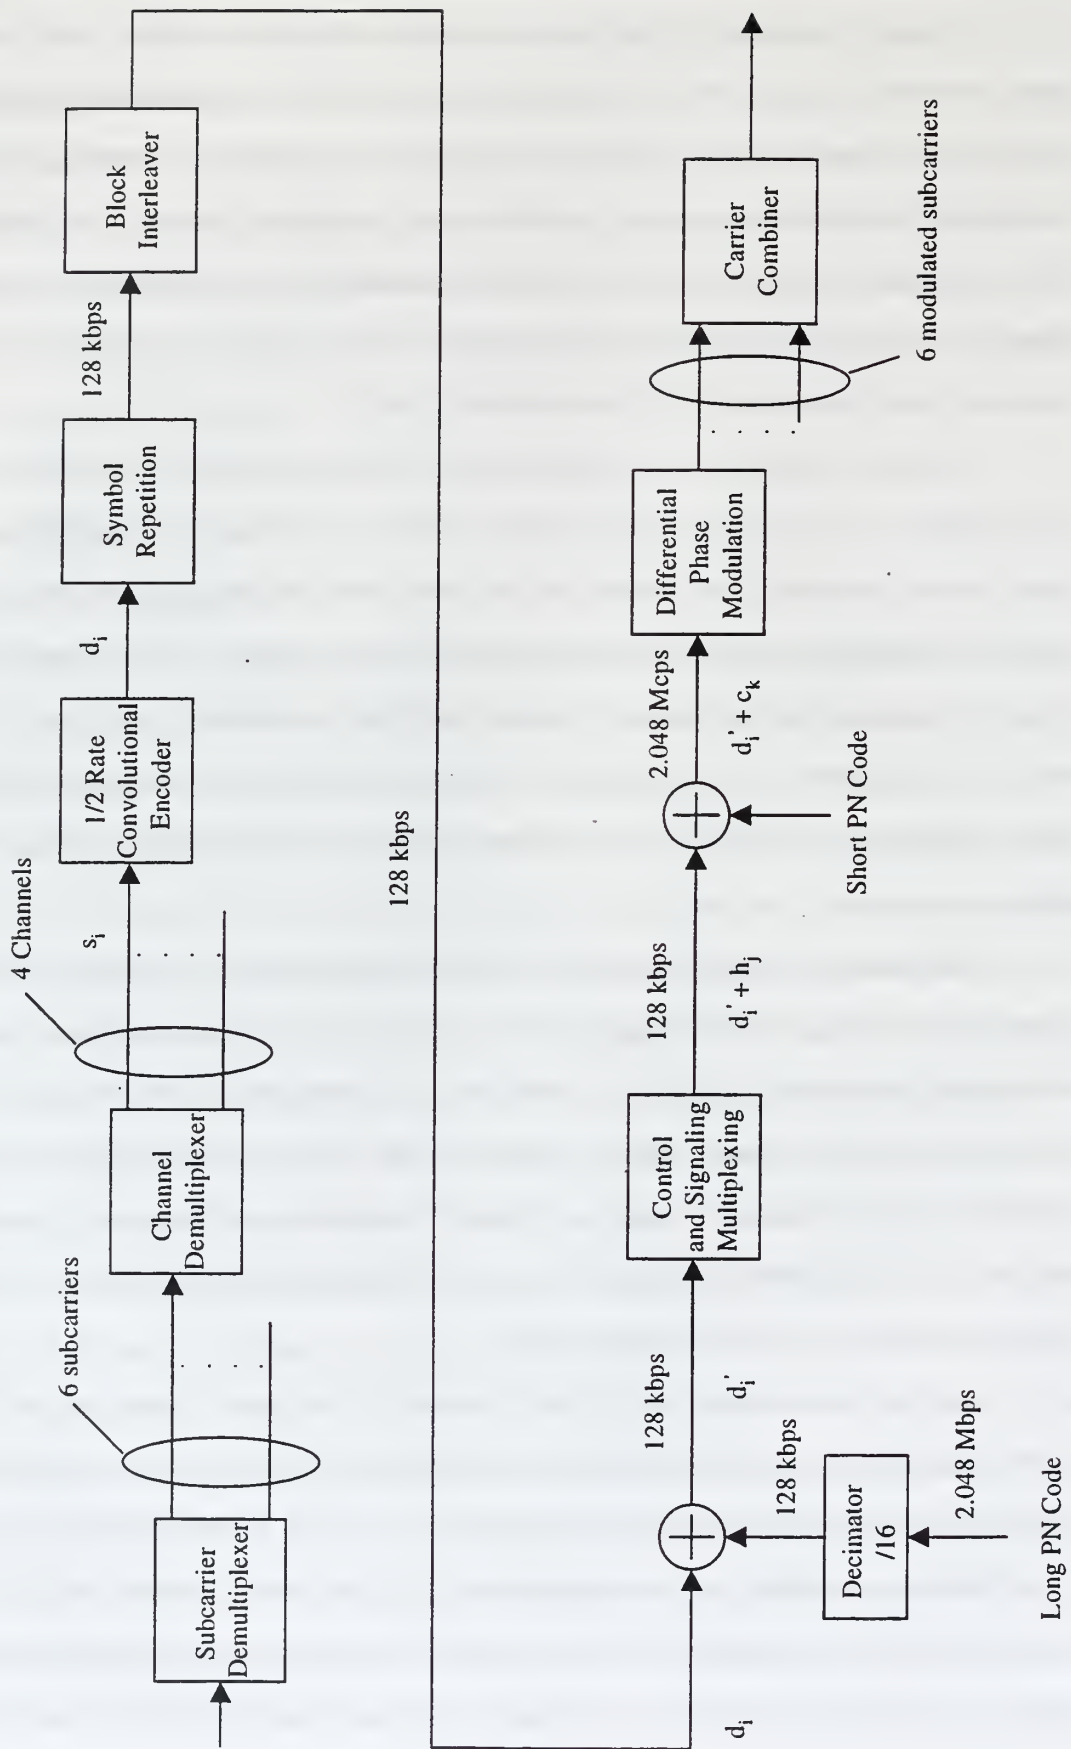 Subcarrier
Demultiplexer
6 subcarriers
Channel
Demultiplexer
4 Channels
s_i
1/2 Rate
Convolutional
Encoder
d_i
Symbol
Repetition
128 kbps
Block
Interleaver
128 kbps
d_i
Long PN Code
2.048 Mbps
Decimator
/16
128 kbps
128 kbps
d_i'
Control
and Signaling
Multiplexing
128 kbps
d_i' + h_j
Short PN Code
2.048 Mcps
d_i' + c_k
Differential
Phase
Modulation
6 modulated subcarriers
Carrier
Combiner